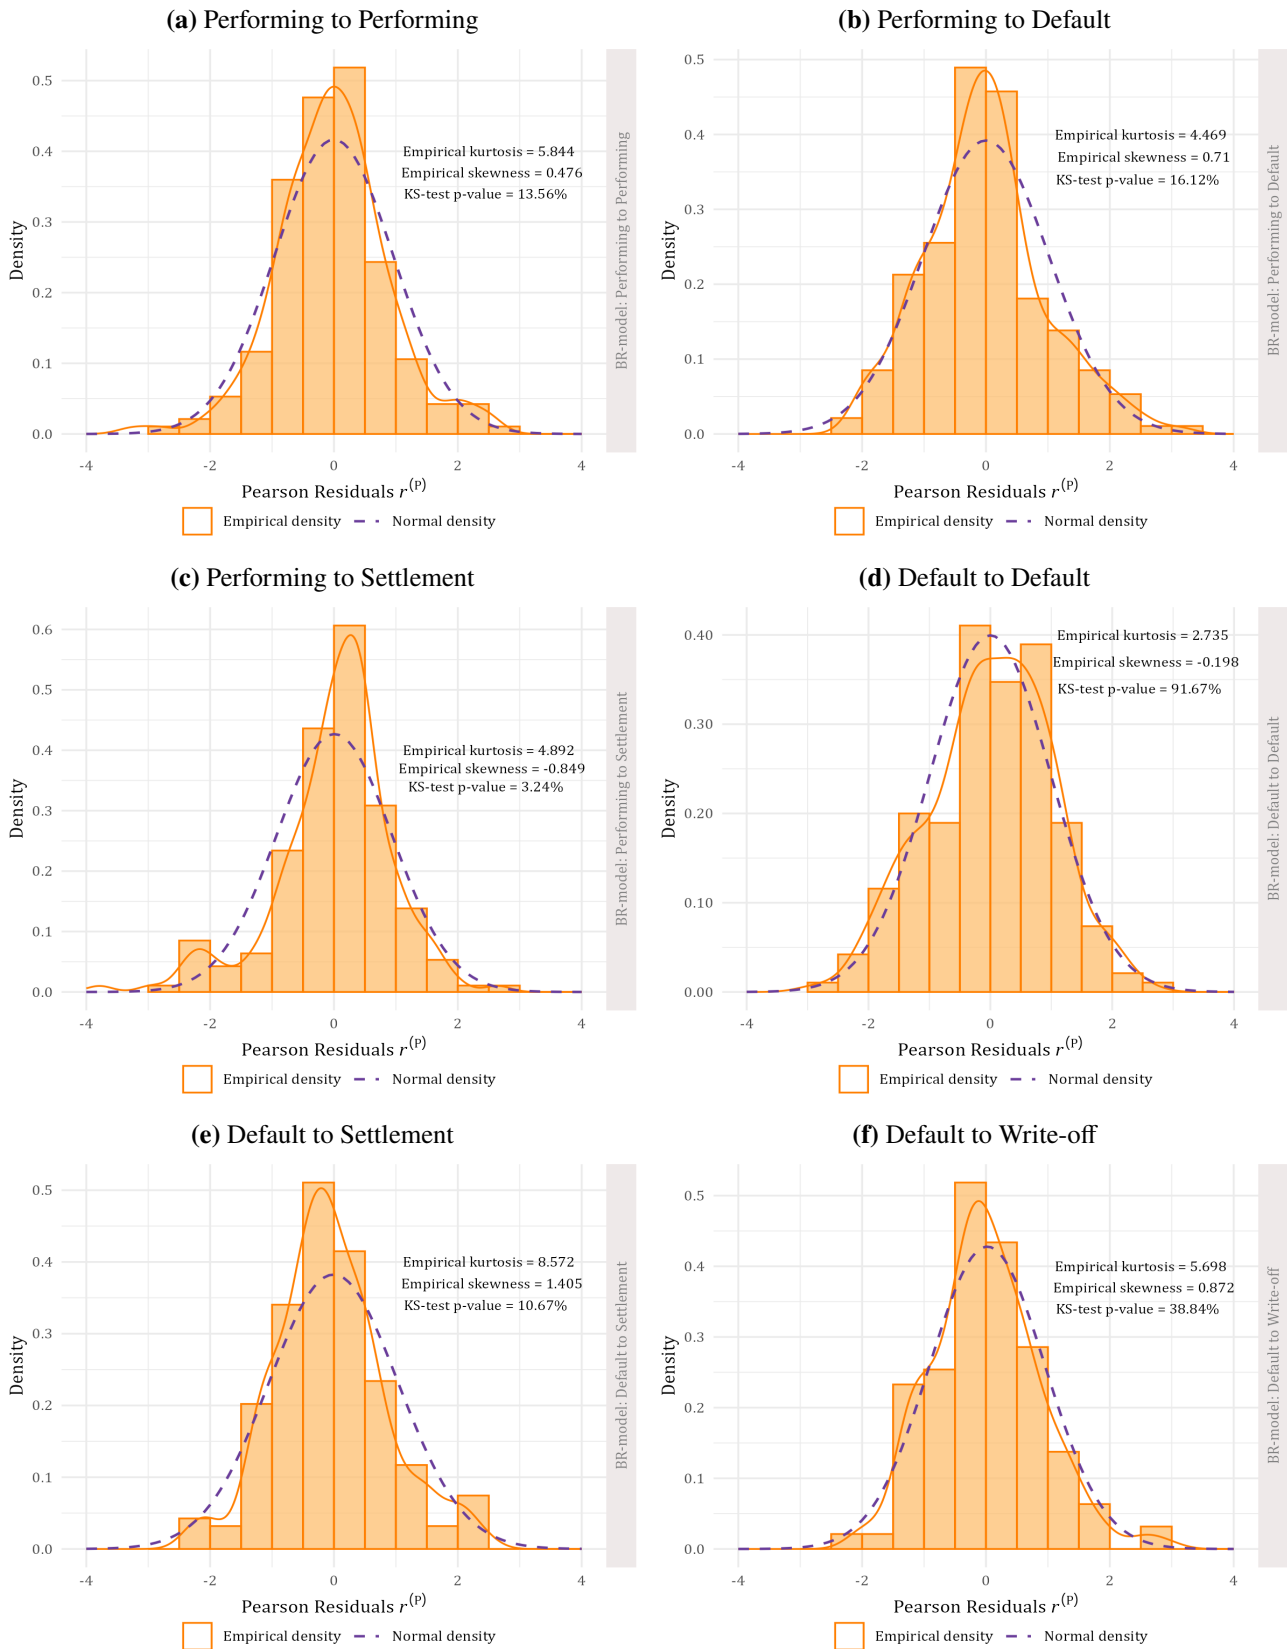 (a) Performing to Performing
0.5
0.4
0.3
0.2
0.1
0.0
Density
Empirical kurtosis = 5.844
Empirical skewness = 0.476
KS-test p-value = 13.56%
BR-model: Performing to Performing
-4 -2 0 2 4
Pearson Residuals r(P)
Empirical density Normal density
(b) Performing to Default
0.5
0.4
0.3
0.2
0.1
0.0
Density
Empirical kurtosis = 4.469
Empirical skewness = 0.71
KS-test p-value = 16.12%
BR-model: Performing to Default
-4 -2 0 2 4
Pearson Residuals r(P)
Empirical density Normal density
(c) Performing to Settlement
0.6
0.5
0.4
0.3
0.2
0.1
0.0
Density
Empirical kurtosis = 4.892
Empirical skewness = -0.849
KS-test p-value = 3.24%
BR-model: Performing to Settlement
-4 -2 0 2 4
Pearson Residuals r(P)
Empirical density Normal density
(d) Default to Default
0.40
0.30
0.20
0.10
0.00
Density
Empirical kurtosis = 2.735
Empirical skewness = -0.198
KS-test p-value = 91.67%
BR-model: Default to Default
-4 -2 0 2 4
Pearson Residuals r(P)
Empirical density Normal density
(e) Default to Settlement
0.5
0.4
0.3
0.2
0.1
0.0
Density
Empirical kurtosis = 8.572
Empirical skewness = 1.405
KS-test p-value = 10.67%
BR-model: Default to Settlement
-4 -2 0 2 4
Pearson Residuals r(P)
Empirical density Normal density
(f) Default to Write-off
0.5
0.4
0.3
0.2
0.1
0.0
Density
Empirical kurtosis = 5.698
Empirical skewness = 0.872
KS-test p-value = 38.84%
BR-model: Default to Write-off
-4 -2 0 2 4
Pearson Residuals r(P)
Empirical density Normal density